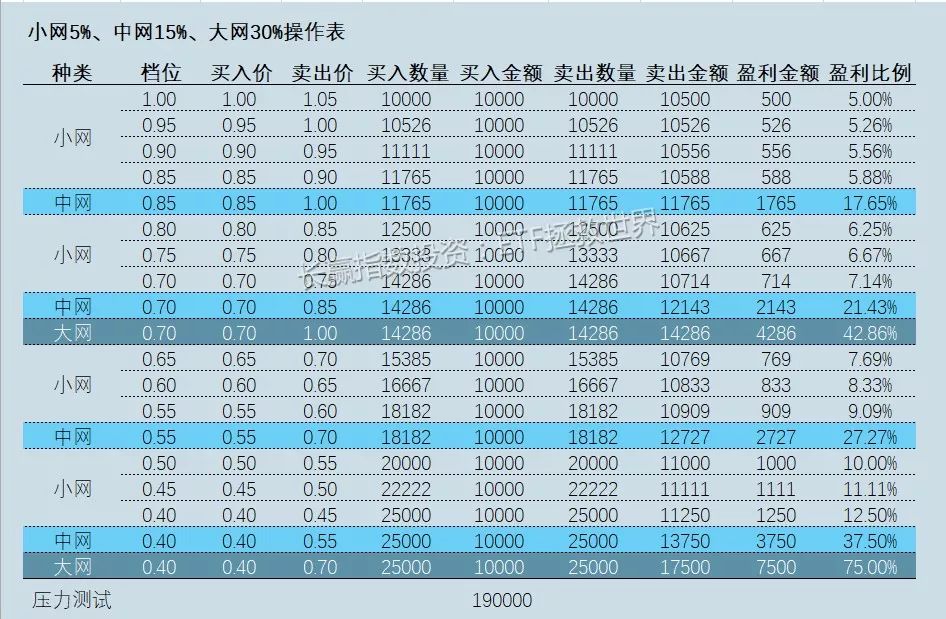 小网5%、中网15%、大网30%操作表
种类 档位 买入价 卖出价 买入数量 买入金额 卖出数量 卖出金额 盈利金额 盈利比例
1.00 1.00 1.05 10000 10000 10000 10500 500 5.00%
0.95 0.95 1.00 10526 10000 10526 10526 526 5.26%
小网
0.90 0.90 0.95 11111 10000 11111 10556 556 5.56%
0.85 0.85 0.90 11765 10000 11765 10588 588 5.88%
中网 0.85 0.85 1.00 11765 10000 11765 11765 1765 17.65%
0.80 0.80 0.85 12500 10000 12500 10625 625 6.25%
小网 0.75 0.75 0.80 13333 10000 13333 10667 667 6.67%
0.70 0.70 0.75 14286 10000 14286 10714 714 7.14%
长赢指数投资·ETF拯救世界
中网 0.70 0.70 0.85 14286 10000 14286 12143 2143 21.43%
大网 0.70 0.70 1.00 14286 10000 14286 14286 4286 42.86%
0.65 0.65 0.70 15385 10000 15385 10769 769 7.69%
小网 0.60 0.60 0.65 16667 10000 16667 10833 833 8.33%
0.55 0.55 0.60 18182 10000 18182 10909 909 9.09%
中网 0.55 0.55 0.70 18182 10000 18182 12727 2727 27.27%
0.50 0.50 0.55 20000 10000 20000 11000 1000 10.00%
小网 0.45 0.45 0.50 22222 10000 22222 11111 1111 11.11%
0.40 0.40 0.45 25000 10000 25000 11250 1250 12.50%
中网 0.40 0.40 0.55 25000 10000 25000 13750 3750 37.50%
大网 0.40 0.40 0.70 25000 10000 25000 17500 7500 75.00%
压力测试 190000